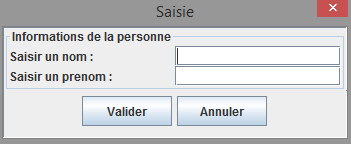 Saisie
Informations de la personne
Saisir un nom :
Saisir un prenom :
Valider Annuler